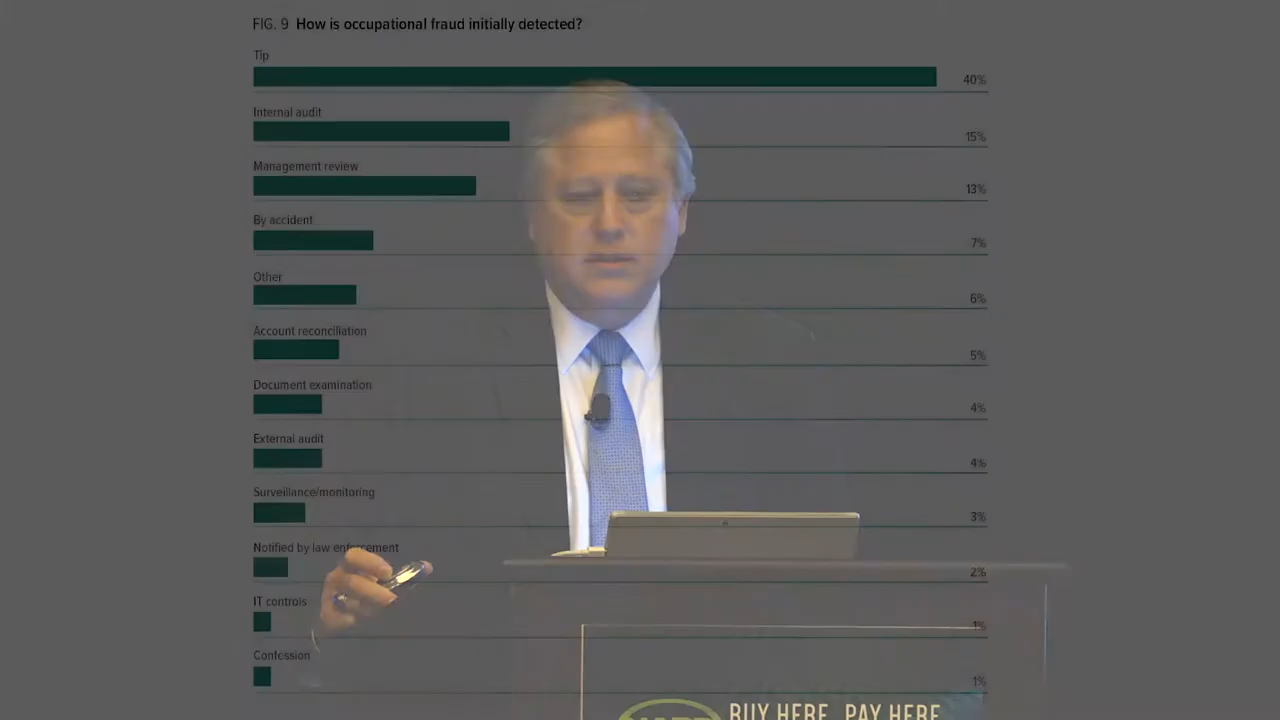 FIG. 9 How is occupational fraud initially detected?
Tip
40%
Internal audit
15%
Management review
13%
By accident
7%
Other
6%
Account reconciliation
5%
Document examination
4%
External audit
4%
Surveillance/monitoring
3%
Notified by law enforcement
2%
IT controls
1%
Confession
1%
BUY HERE, PAY HERE